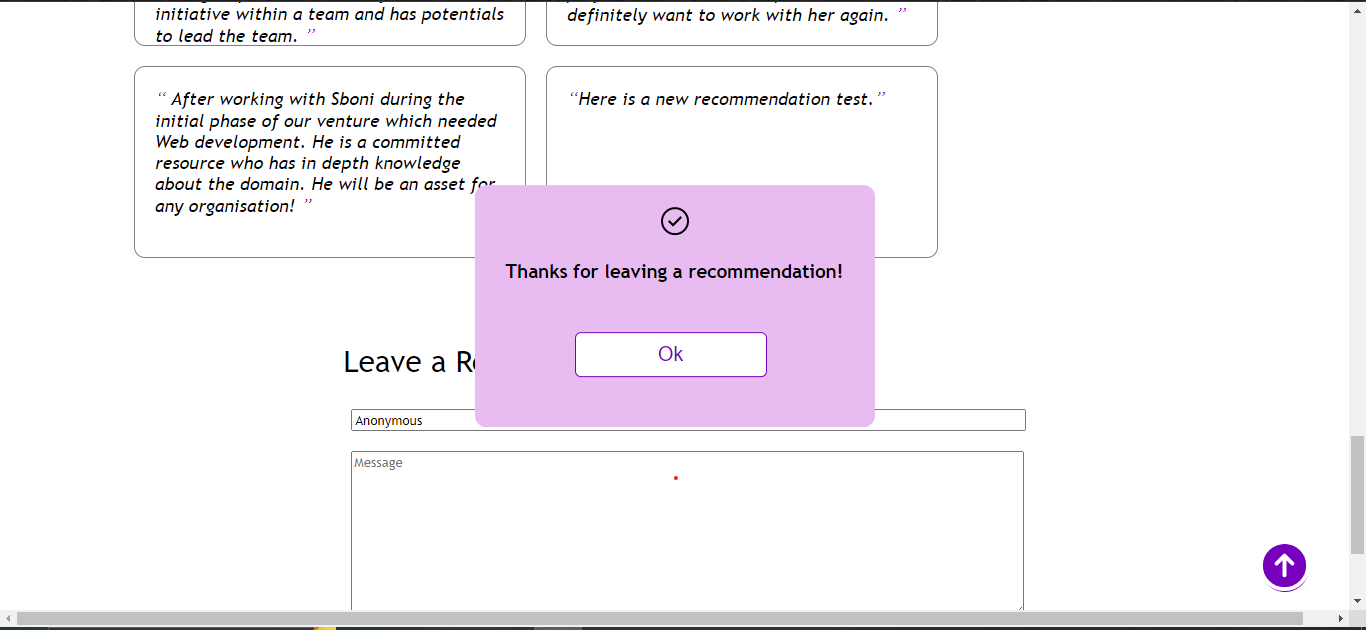 initiative within a team and has potentials
to lead the team. ”
definitely want to work with her again. ”
“ After working with Sboni during the
initial phase of our venture which needed
Web development. He is a committed
resource who has in depth knowledge
about the domain. He will be an asset for
any organisation! ”
“Here is a new recommendation test.”
Thanks for leaving a recommendation!
Ok
Leave a Re
Anonymous
Message